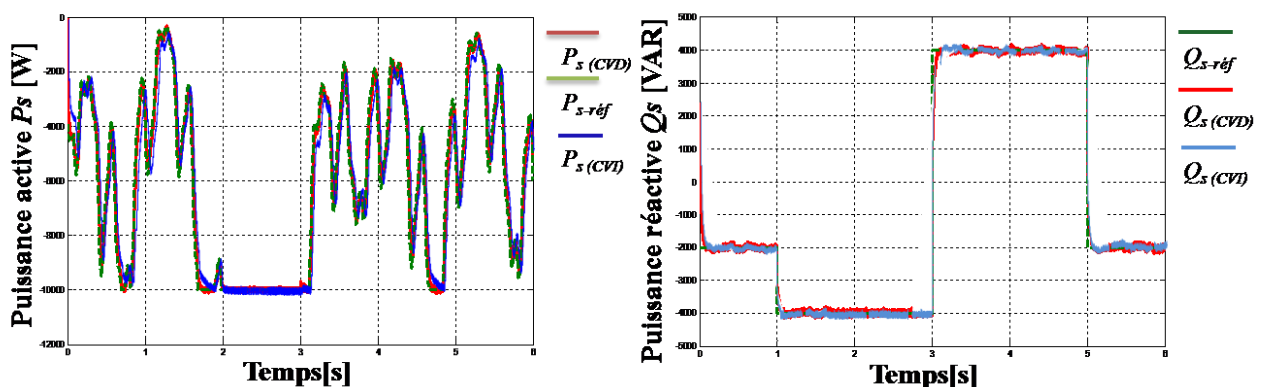 Puissance active Ps [W]
0
-2000
-4000
-6000
-8000
-10000
-12000
0 1 2 3 4 5 6
Temps[s]
Ps (CVD)
Ps-réf
Ps (CVI)
Puissance réactive Qs [VAR]
5000
4000
3000
2000
1000
0
-1000
-2000
-3000
-4000
-5000
0 1 2 3 4 5 6
Temps[s]
Qs-réf
Qs (CVD)
Qs (CVI)